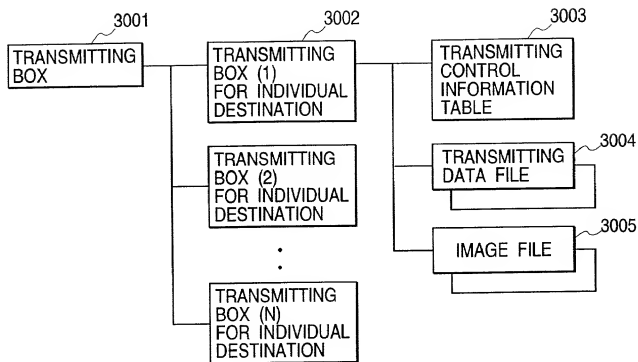 3001
TRANSMITTING
BOX
3002
TRANSMITTING
BOX (1)
FOR INDIVIDUAL
DESTINATION
3003
TRANSMITTING
CONTROL
INFORMATION
TABLE
TRANSMITTING
BOX (2)
FOR INDIVIDUAL
DESTINATION
3004
TRANSMITTING
DATA FILE
3005
IMAGE FILE
TRANSMITTING
BOX (N)
FOR INDIVIDUAL
DESTINATION